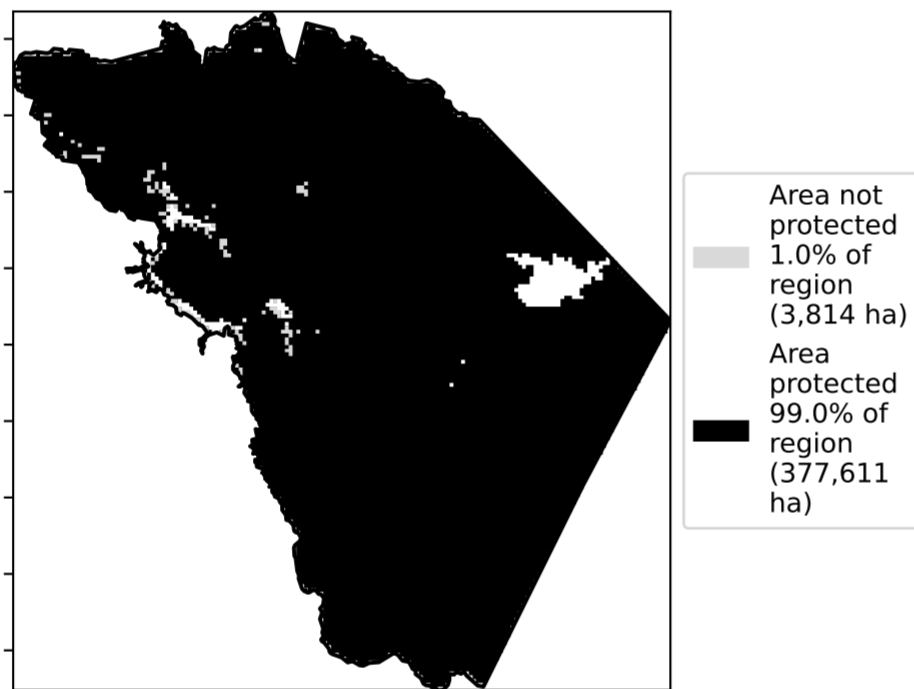 Area not
protected
1.0% of
region
(3,814 ha)
Area
protected
99.0% of
region
(377,611
ha)